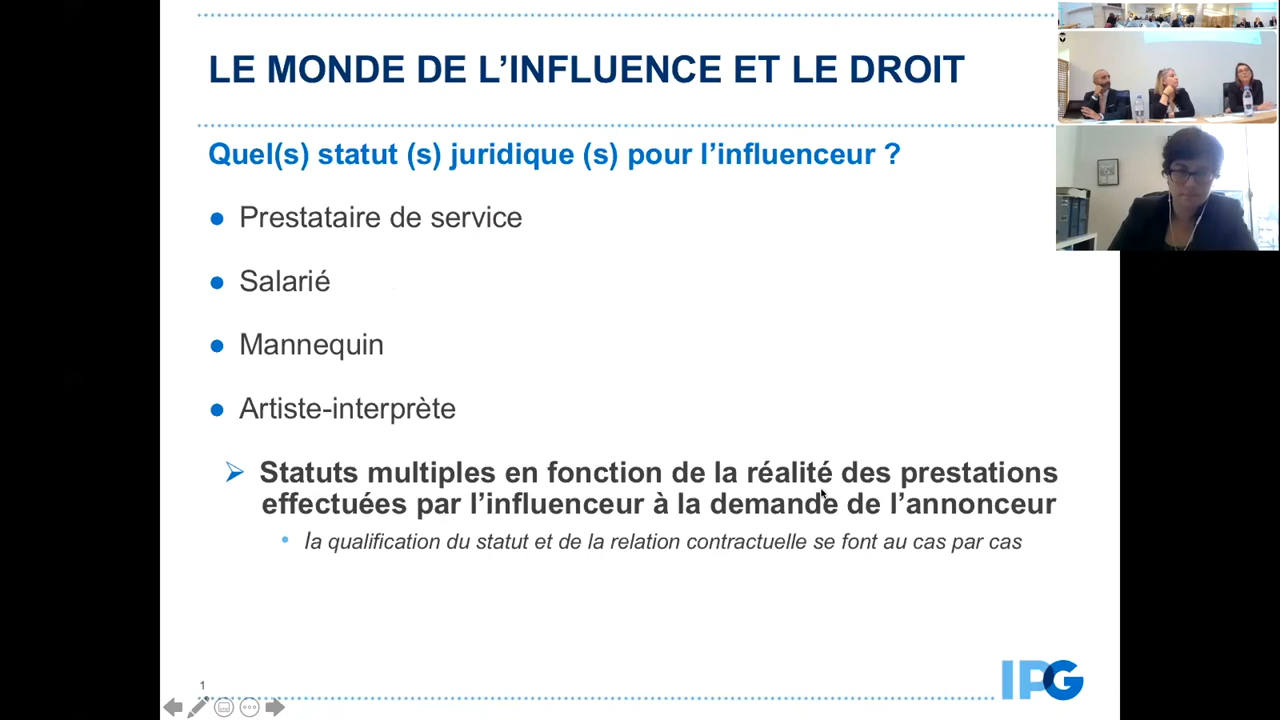 LE MONDE DE L’INFLUENCE ET LE DROIT
Quel(s) statut (s) juridique (s) pour l’influenceur ?
Prestataire de service
Salarié
Mannequin
Artiste-interprète
Statuts multiples en fonction de la réalité des prestations
effectuées par l’influenceur à la demande de l’annonceur
la qualification du statut et de la relation contractuelle se font au cas par cas
IPG
1